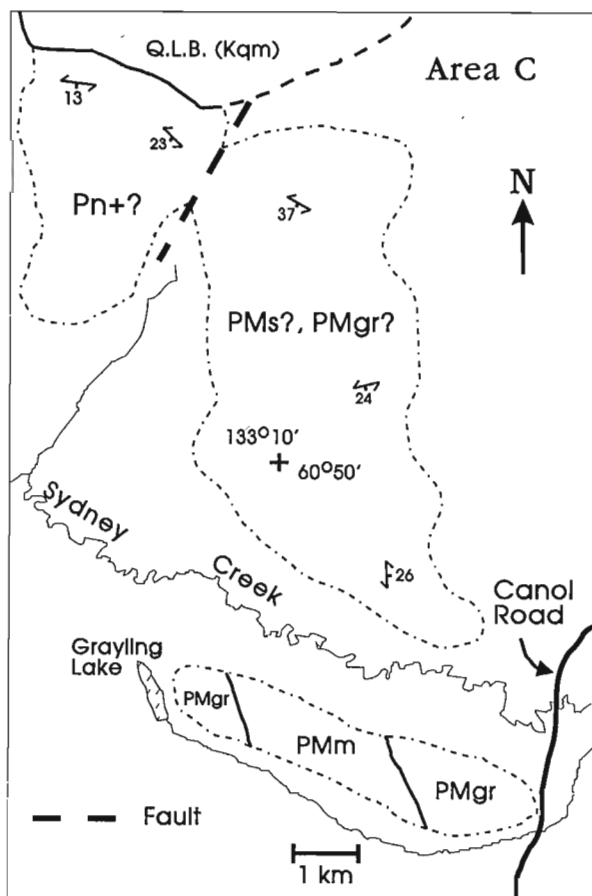 Q.L.B. (Kqm)
Area C
13
23
N
Pn+?
37
PMs?, PMgr?
24
133°10'
60°50'
Sydney
Creek
26
Canol
Road
Grayling
Lake
PMgr
PMm
PMgr
Fault
1 km